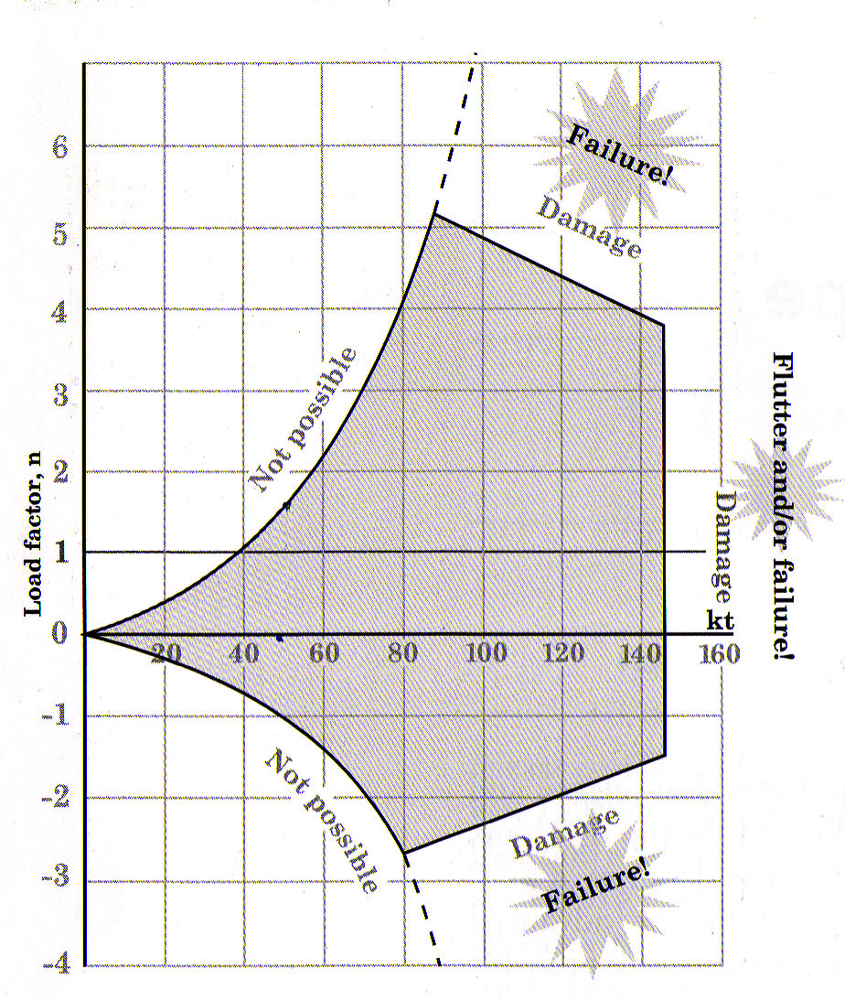 Failure!
Damage
6
5
4
3
2
1
0
-1
-2
-3
-4
Load factor, n
Not possible
20 40 60 80 100 120 140 160
kt
Damage
Flutter and/or failure!
Not possible
Damage
Failure!